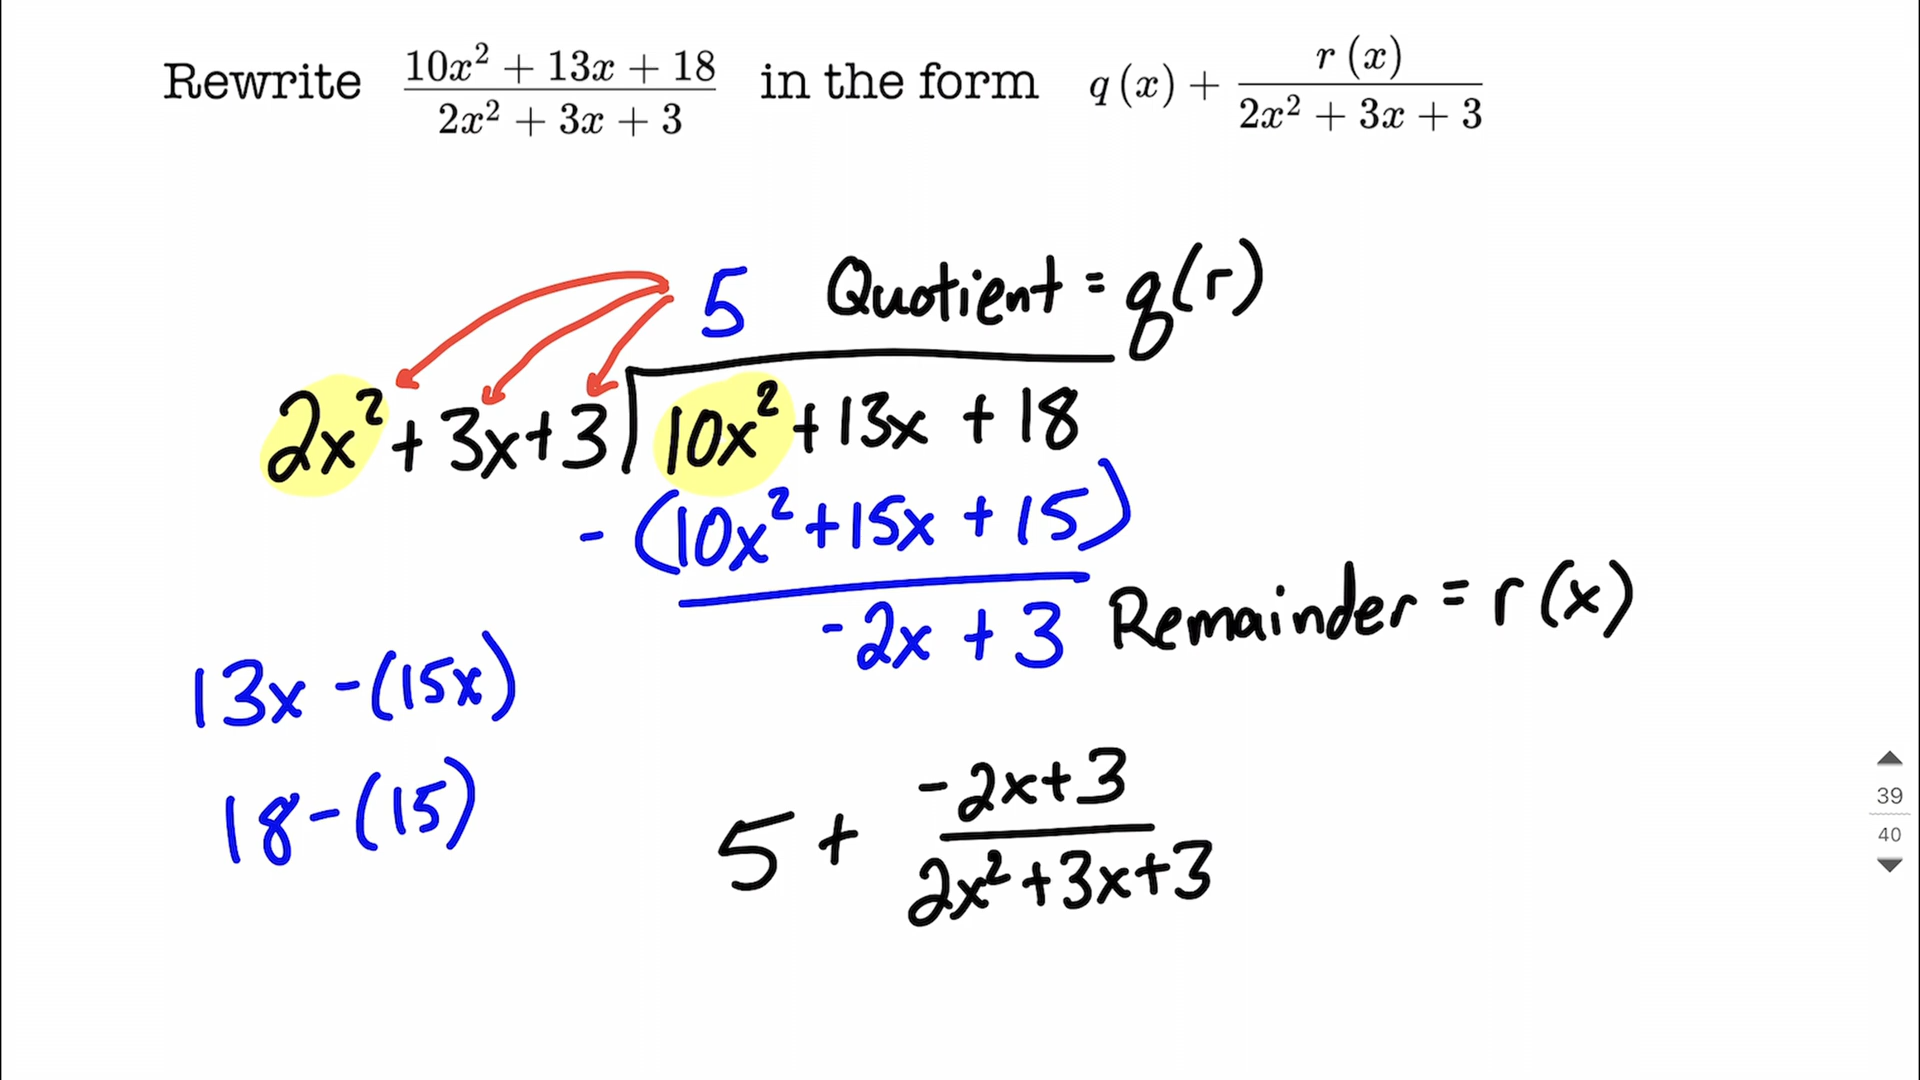 Rewrite (10x² + 13x + 18)/(2x² + 3x + 3) in the form q(x) + r(x)/(2x² + 3x + 3)
5 Quotient = q(r)
2x² + 3x + 3 ) 10x² + 13x + 18
- (10x² + 15x + 15)
-2x + 3 Remainder = r(x)
13x - (15x)
18 - (15)
5 + (-2x+3)/(2x²+3x+3)
39
40